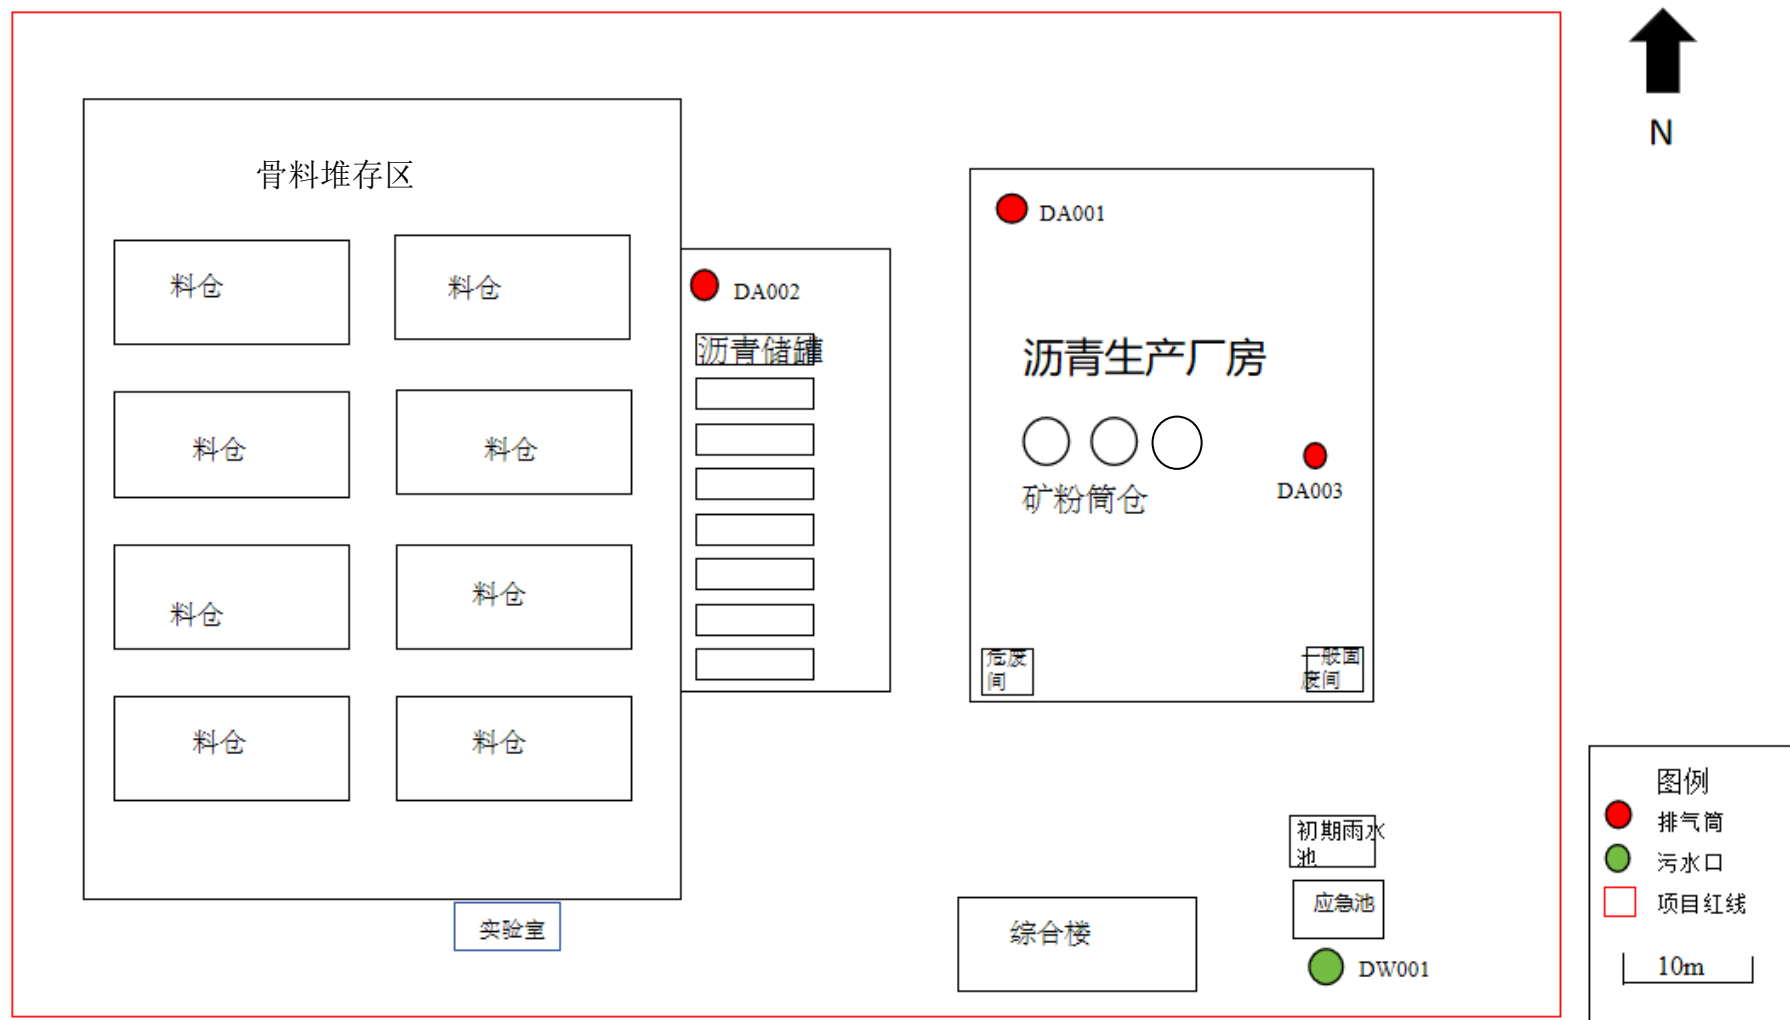 N
骨料堆存区
DA001
料仓
料仓
DA002
沥青储罐
沥青生产厂房
料仓
料仓
矿粉筒仓
DA003
料仓
料仓
危废
间
一般固
废间
料仓
料仓
图例
排气筒
污水口
项目红线
10m
初期雨水
池
应急池
实验室
综合楼
DW001